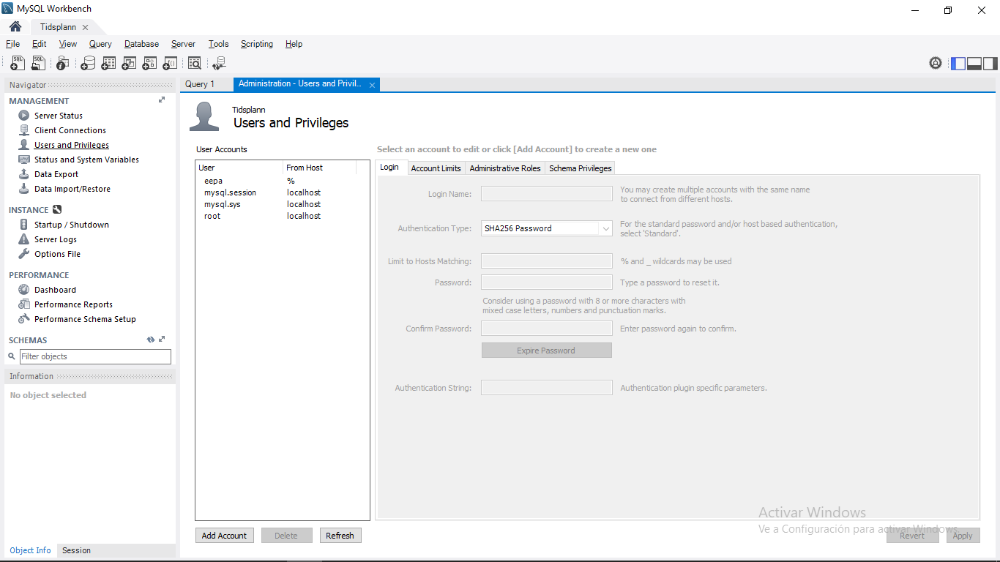 MySQL Workbench
Tidsplann
File Edit View Query Database Server Tools Scripting Help
Navigator
MANAGEMENT
Server Status
Client Connections
Users and Privileges
Status and System Variables
Data Export
Data Import/Restore
INSTANCE
Startup / Shutdown
Server Logs
Options File
PERFORMANCE
Dashboard
Performance Reports
Performance Schema Setup
SCHEMAS
Filter objects
Information
No object selected
Object Info Session
Query 1 Administration - Users and Privil...
Tidsplann
Users and Privileges
User Accounts
User From Host
eepa %
mysql.session localhost
mysql.sys localhost
root localhost
Add Account Delete Refresh
Select an account to edit or click [Add Account] to create a new one
Login Account Limits Administrative Roles Schema Privileges
Login Name: You may create multiple accounts with the same name
to connect from different hosts.
Authentication Type: SHA256 Password For the standard password and/or host based authentication,
select 'Standard'.
Limit to Hosts Matching: % and _ wildcards may be used
Password: Type a password to reset it.
Consider using a password with 8 or more characters with
mixed case letters, numbers and punctuation marks.
Confirm Password: Enter password again to confirm.
Expire Password
Authentication String: Authentication plugin specific parameters.
Activar Windows
Ve a Configuración para activar Windows.
Revert Apply